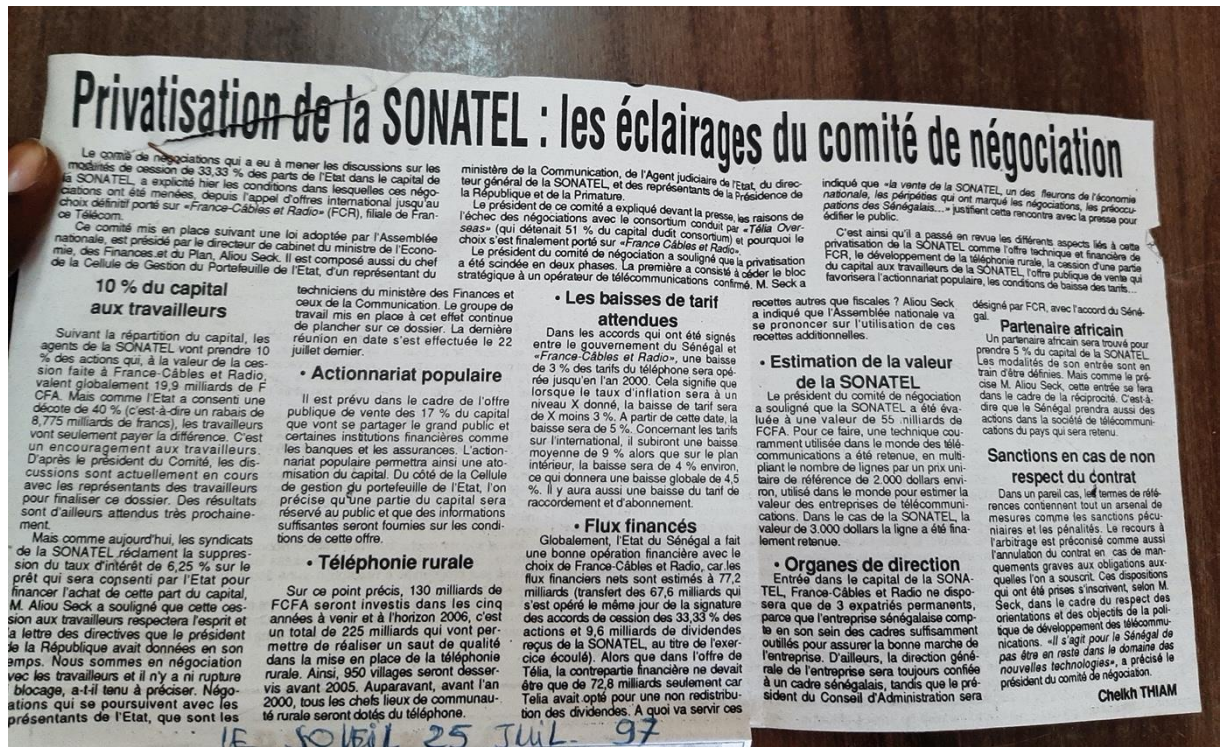 Privatisation de la SONATEL : les éclairages du comité de négociation
Le comité de négociations qui a eu à mener les discussions sur les
modalités de cession de 33,33 % des parts de l'Etat dans le capital de
la SONATEL, a explicité hier les conditions dans lesquelles ces négo-
ciations ont été menées, depuis l'appel d'offres international jusqu'au
choix définitif porté sur «France-Câbles et Radio» (FCR), filiale de Fran-
ce Télécom.
Ce comité mis en place suivant une loi adoptée par l'Assemblée
nationale, est présidé par le directeur de cabinet du ministre de l'Econo-
mie, des Finances et du Plan, Aliou Seck. Il est composé aussi du chef
de la Cellule de Gestion du Portefeuille de l'Etat, d'un représentant du
ministère de la Communication, de l'Agent judiciaire de l'Etat, du direc-
teur général de la SONATEL, et des représentants de la Présidence de
la République et de la Primature.
Le président de ce comité a expliqué devant la presse, les raisons de
l'échec des négociations avec le consortium conduit par «Télia Over-
seas» (qui détenait 51 % du capital dudit consortium) et pourquoi le
choix s'est finalement porté sur «France Câbles et Radio».
Le président du comité de négociation a souligné que la privatisation
a été scindée en deux phases. La première a consisté à céder le bloc
stratégique à un opérateur de télécommunications confirmé. M. Seck a
indiqué que «la vente de la SONATEL, un des fleurons de l'économie
nationale, les péripéties qui ont marqué les négociations, les préoccu-
pations des Sénégalais...» justifient cette rencontre avec la presse pour
édifier le public.
C'est ainsi qu'il a passé en revue les différents aspects liés à cette
privatisation de la SONATEL comme l'offre technique et financière de
FCR, le développement de la téléphonie rurale, la cession d'une partie
du capital aux travailleurs de la SONATEL, l'offre publique de vente qui
favorisera l'actionnariat populaire, les conditions de baisse des tarifs...
10 % du capital
aux travailleurs
Suivant la répartition du capital, les
agents de la SONATEL vont prendre 10
% des actions qui, à la valeur de la ces-
sion faite à France-Câbles et Radio,
valent globalement 19,9 milliards de F
CFA. Mais comme l'Etat a consenti une
décote de 40 % (c'est-à-dire un rabais de
8,775 milliards de francs), les travailleurs
vont seulement payer la différence. C'est
un encouragement aux travailleurs.
D'après le président du Comité, les dis-
cussions sont actuellement en cours
avec les représentants des travailleurs
pour finaliser ce dossier. Des résultats
sont d'ailleurs attendus très prochaine-
ment.
Mais comme aujourd'hui, les syndicats
de la SONATEL réclament la suppres-
sion du taux d'intérêt de 6,25 % sur le
prêt qui sera consenti par l'Etat pour
financer l'achat de cette part du capital,
M. Aliou Seck a souligné que cette ces-
sion aux travailleurs respectera l'esprit et
la lettre des directives que le président
de la République avait données en son
emps. Nous sommes en négociation
vec les travailleurs et il n'y a ni rupture
blocage, a-t-il tenu à préciser. Négo-
ations qui se poursuivent avec les
présentants de l'Etat, que sont les
techniciens du ministère des Finances et
ceux de la Communication. Le groupe de
travail mis en place à cet effet continue
de plancher sur ce dossier. La dernière
réunion en date s'est effectuée le 22
juillet dernier.
• Actionnariat populaire
Il est prévu dans le cadre de l'offre
publique de vente des 17 % du capital
que vont se partager le grand public et
certaines institutions financières comme
les banques et les assurances. L'action-
nariat populaire permettra ainsi une ato-
misation du capital. Du côté de la Cellule
de gestion du portefeuille de l'Etat, l'on
précise qu'une partie du capital sera
réservé au public et que des informations
suffisantes seront fournies sur les condi-
tions de cette offre.
• Téléphonie rurale
Sur ce point précis, 130 milliards de
FCFA seront investis dans les cinq
années à venir et à l'horizon 2006, c'est
un total de 225 milliards qui vont per-
mettre de réaliser un saut de qualité
dans la mise en place de la téléphonie
rurale. Ainsi, 950 villages seront desser-
vis avant 2005. Auparavant, avant l'an
2000, tous les chefs lieux de communau-
té rurale seront dotés du téléphone.
• Les baisses de tarif
attendues
Dans les accords qui ont été signés
entre le gouvernement du Sénégal et
«France-Câbles et Radio», une baisse
de 3 % des tarifs du téléphone sera opé-
rée jusqu'en l'an 2000. Cela signifie que
lorsque le taux d'inflation sera à un
niveau X donné, la baisse de tarif sera
de X moins 3 %. A partir de cette date, la
baisse sera de 5 %. Concernant les tarifs
sur l'international, il subiront une baisse
moyenne de 9 % alors que sur le plan
intérieur, la baisse sera de 4 % environ,
ce qui donnera une baisse globale de 4,5
%. Il y aura aussi une baisse du tarif de
raccordement et d'abonnement.
• Flux financés
Globalement, l'Etat du Sénégal a fait
une bonne opération financière avec le
choix de France-Câbles et Radio, car les
flux financiers nets sont estimés à 77,2
milliards (transfert des 67,6 milliards qui
s'est opéré le même jour de la signature
des accords de cession des 33,33 % des
actions et 9,6 milliards de dividendes
reçus de la SONATEL, au titre de l'exer-
cice écoulé). Alors que dans l'offre de
Télia, la contrepartie financière ne devait
être que de 72,8 milliards seulement car
Telia avait opté pour une non redistribu-
tion des dividendes. A quoi va servir ces
recettes autres que fiscales ? Aliou Seck
a indiqué que l'Assemblée nationale va
se prononcer sur l'utilisation de ces
recettes additionnelles.
• Estimation de la valeur
de la SONATEL
Le président du comité de négociation
a souligné que la SONATEL a été éva-
luée à une valeur de 55 milliards de
FCFA. Pour ce faire, une technique cou-
ramment utilisée dans le monde des télé-
communications a été retenue, en multi-
pliant le nombre de lignes par un prix uni-
taire de référence de 2.000 dollars envi-
ron, utilisé dans le monde pour estimer la
valeur des entreprises de télécommuni-
cations. Dans le cas de la SONATEL, la
valeur de 3.000 dollars la ligne a été fina-
lement retenue.
• Organes de direction
Entrée dans le capital de la SONA-
TEL, France-Câbles et Radio ne dispo-
sera que de 3 expatriés permanents,
parce que l'entreprise sénégalaise comp-
te en son sein des cadres suffisamment
outillés pour assurer la bonne marche de
l'entreprise. D'ailleurs, la direction géné-
rale de l'entreprise sera toujours confiée
à un cadre sénégalais, tandis que le pré-
sident du Conseil d'Administration sera
désigné par FCR, avec l'accord du Séné-
gal.
Partenaire africain
Un partenaire africain sera trouvé pour
prendre 5 % du capital de la SONATEL.
Les modalités de son entrée sont en
train d'être définies. Mais comme le pré-
cise M. Aliou Seck, cette entrée se fera
dans le cadre de la réciprocité. C'est-à-
dire que le Sénégal prendra aussi des
actions dans la société de télécommuni-
cations du pays qui sera retenu.
Sanctions en cas de non
respect du contrat
Dans un pareil cas, les termes de réfé-
rences contiennent tout un arsenal de
mesures comme les sanctions pécu-
niaires et les pénalités. Le recours à
l'arbitrage est préconisé comme aussi
l'annulation du contrat en cas de man-
quements graves aux obligations aux-
quelles l'on a souscrit. Ces dispositions
qui ont été prises s'inscrivent, selon M.
Seck, dans le cadre du respect des
orientations et des objectifs de la poli-
tique de développement des télécommu-
nications. «Il s'agit pour le Sénégal de
pas être en reste dans le domaine des
nouvelles technologies», a précisé le
président du comité de négociation.
Cheikh THIAM
LE SOLEIL 25 JUIL. 97